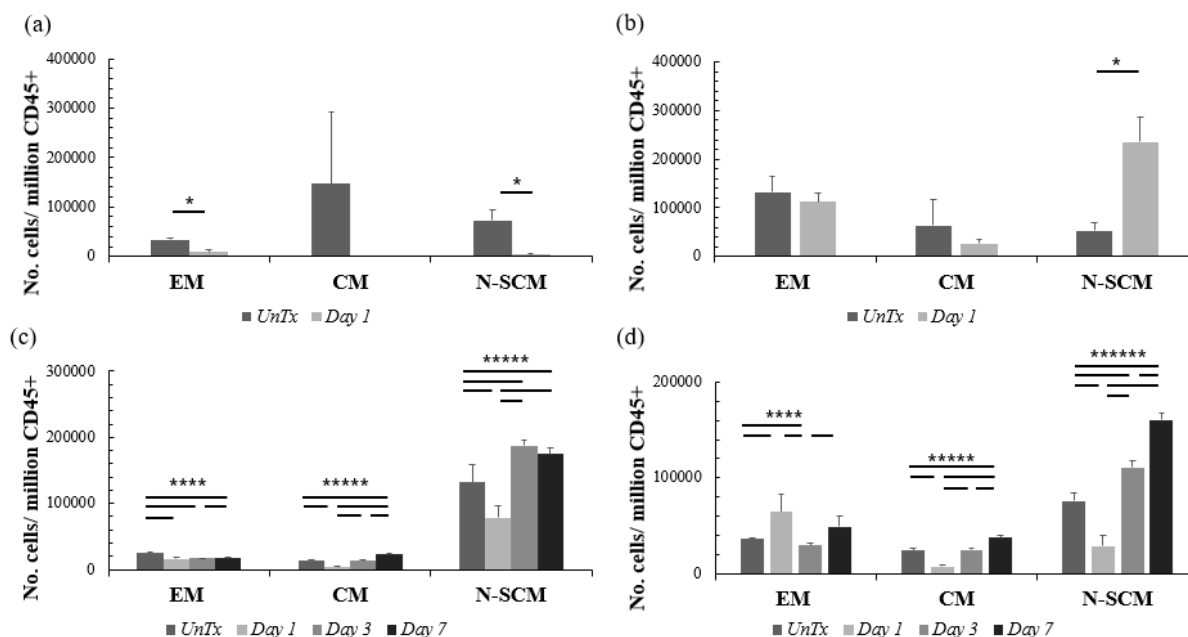 (a)
No. cells/ million CD45+
400000
300000
200000
100000
0
*
*
EM CM N-SCM
UnTx Day 1
(b)
No. cells/ million CD45+
400000
300000
200000
100000
0
*
EM CM N-SCM
UnTx Day 1
(c)
No. cells/ million CD45+
300000
200000
100000
0
****
*****
*****
EM CM N-SCM
UnTx Day 1 Day 3 Day 7
(d)
No. cells/ million CD45+
200000
100000
0
****
*****
******
EM CM N-SCM
UnTx Day 1 Day 3 Day 7